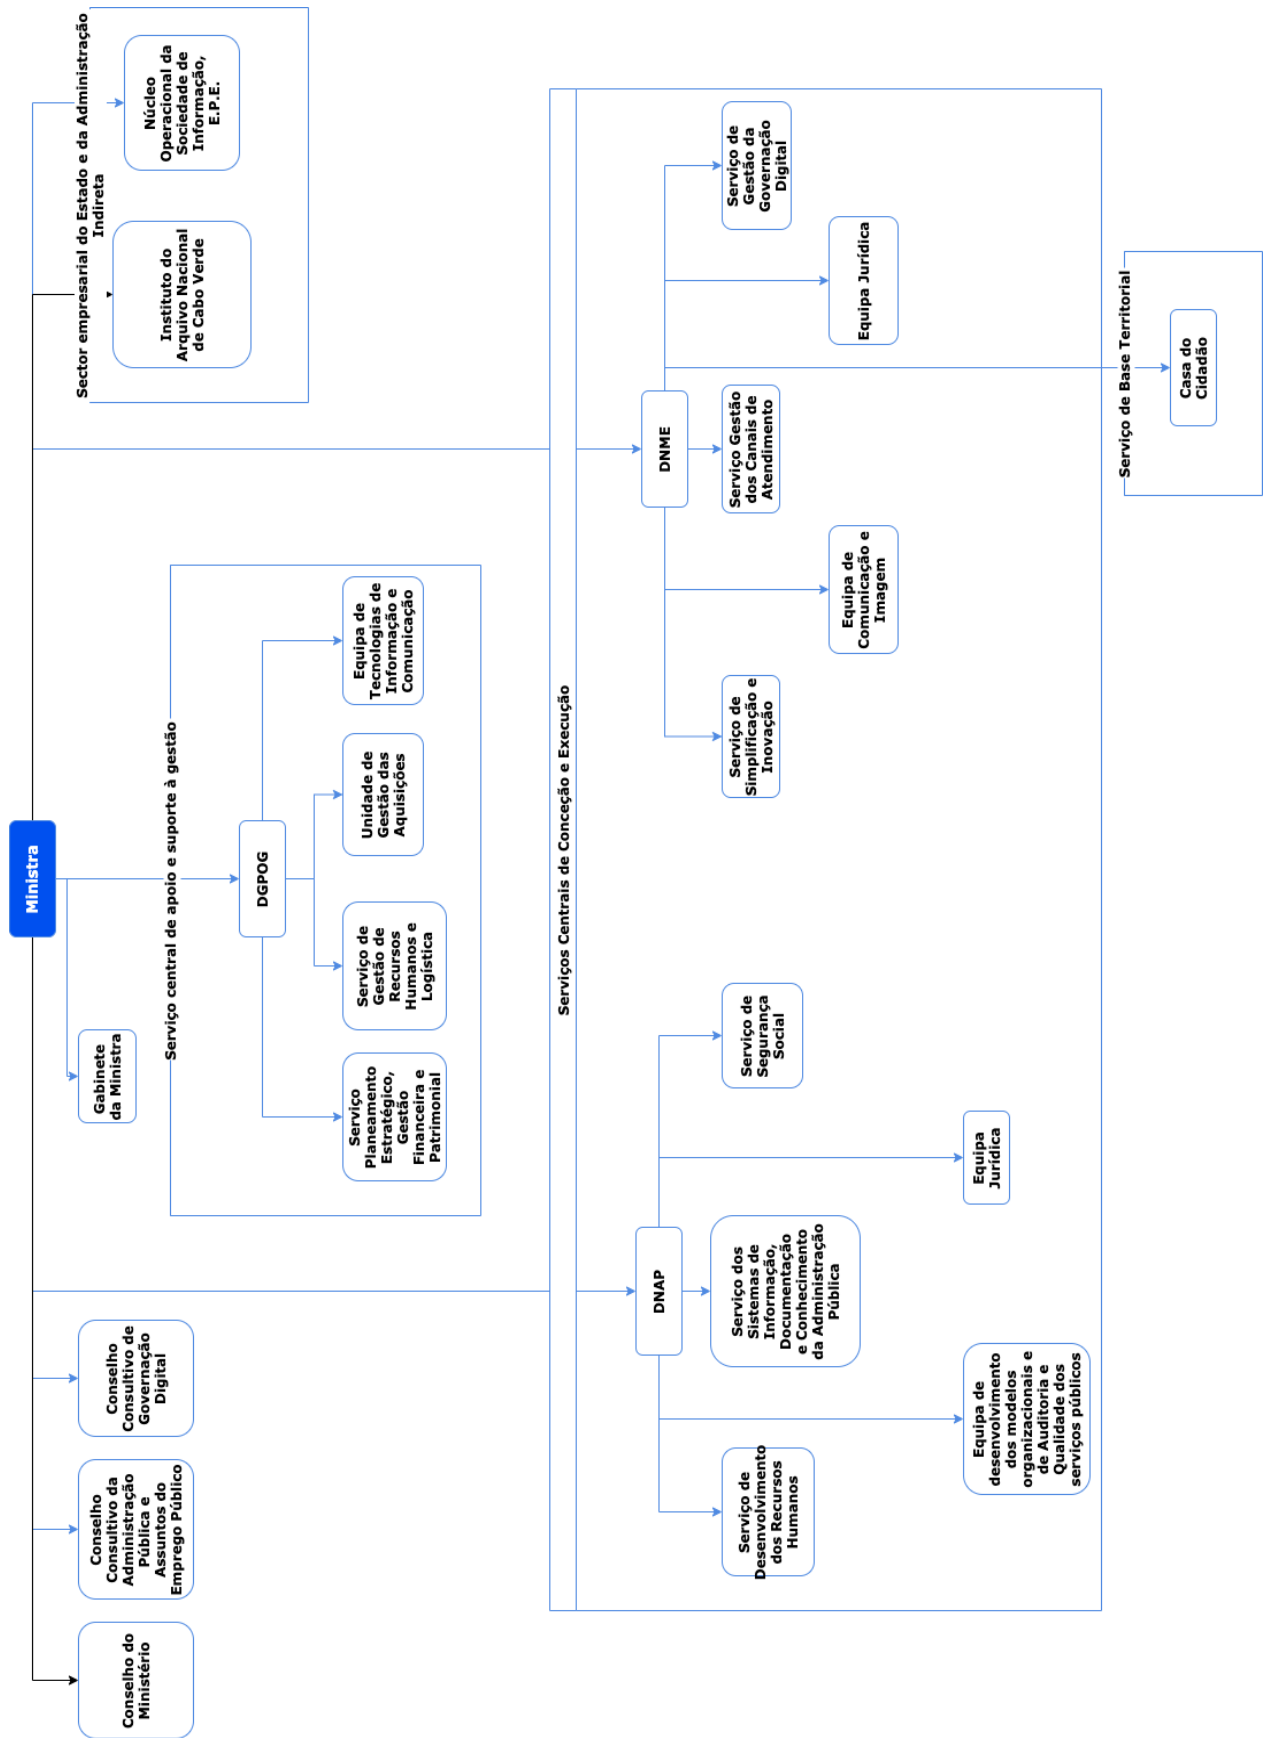 Ministra
Conselho do
Ministério
Conselho
Consultivo da
Administração
Pública e
Assuntos do
Emprego Público
Conselho
Consultivo de
Governação
Digital
Gabinete
da Ministra
Sector empresarial do Estado e da Administração
Indireta
Instituto do
Arquivo Nacional
de Cabo Verde
Núcleo
Operacional da
Sociedade de
Informação,
E.P.E.
Serviço central de apoio e suporte à gestão
DGPOG
Serviço
Planeamento
Estratégico,
Gestão
Financeira e
Patrimonial
Serviço de
Gestão de
Recursos
Humanos e
Logística
Unidade de
Gestão das
Aquisições
Equipa de
Tecnologias de
Informação e
Comunicação
Serviços Centrais de Conceção e Execução
DNAP
Serviço de
Desenvolvimento
dos Recursos
Humanos
Serviço dos
Sistemas de
Informação,
Documentação
e Conhecimento
da Administração
Pública
Serviço de
Segurança
Social
Equipa de
desenvolvimento
dos modelos
organizacionais e
de Auditoria e
Qualidade dos
serviços públicos
Equipa
Jurídica
DNME
Serviço de
Simplificação e
Inovação
Serviço Gestão
dos Canais de
Atendimento
Serviço de
Gestão da
Governação
Digital
Equipa de
Comunicação e
Imagem
Equipa Jurídica
Serviço de Base Territorial
Casa do
Cidadão